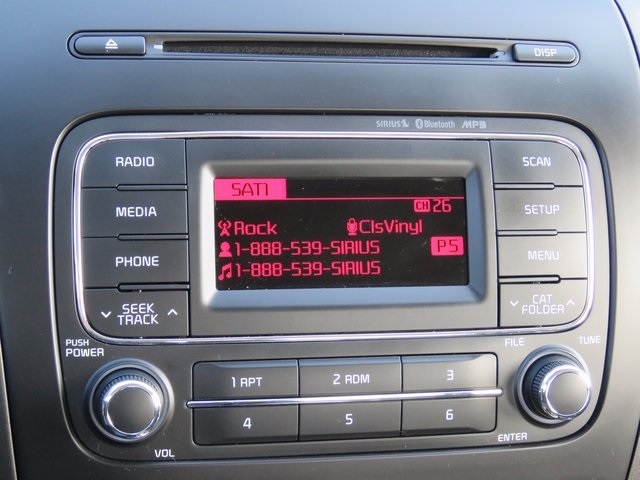 DISP
SIRIUS Bluetooth MP3
RADIO
MEDIA
PHONE
SEEK
TRACK
SAT1
CH 26
Rock ClsVinyl
1-888-539-SIRIUS P5
1-888-539-SIRIUS
SCAN
SETUP
MENU
CAT
FOLDER
PUSH
POWER
VOL
1 RPT 2 RDM 3
4 5 6
FILE TUNE
ENTER